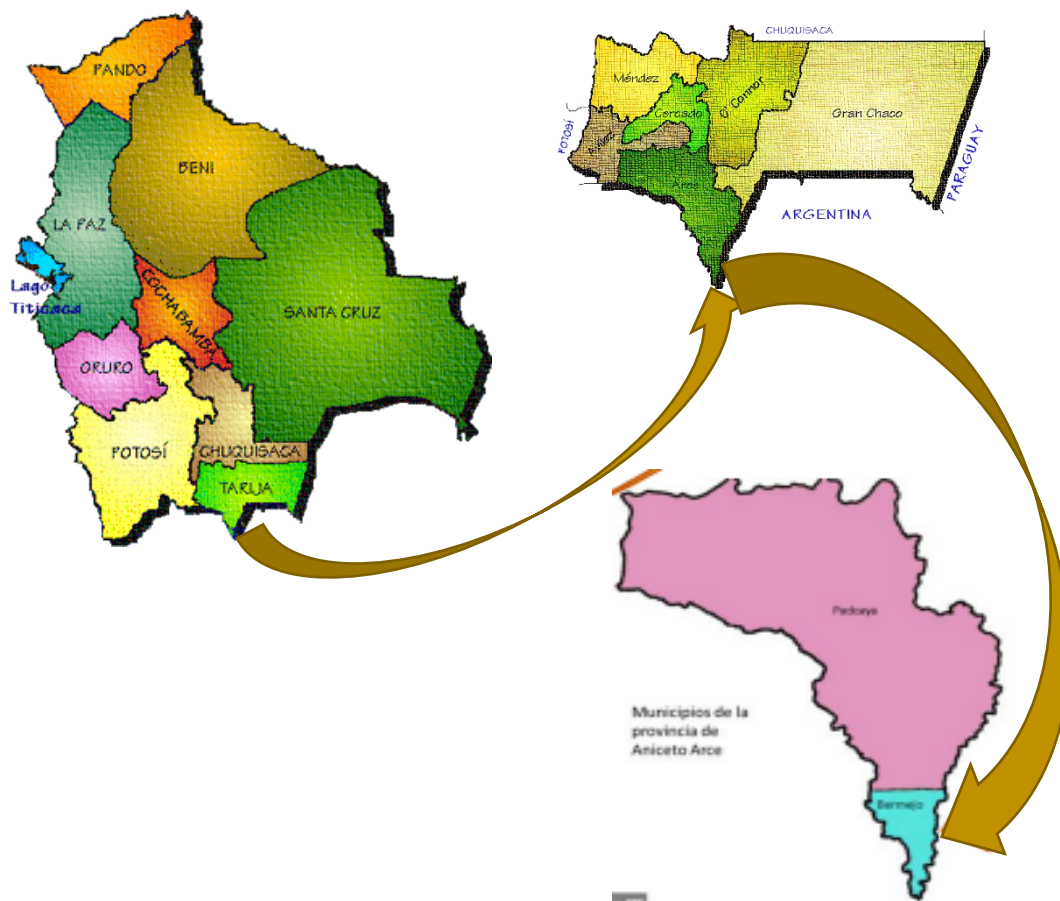 PANDO
BENI
LA PAZ
Lago
Titicaca
COCHABAMBA
SANTA CRUZ
ORURO
POTOSÍ
CHUQUISACA
TARIJA
CHUQUISACA
Méndez
Cercado
O' Connor
Gran Chaco
POTOSÍ
Avilez
Arce
PARAGUAY
ARGENTINA
Padcaya
Municipios de la
provincia de
Aniceto Arce
Bermejo